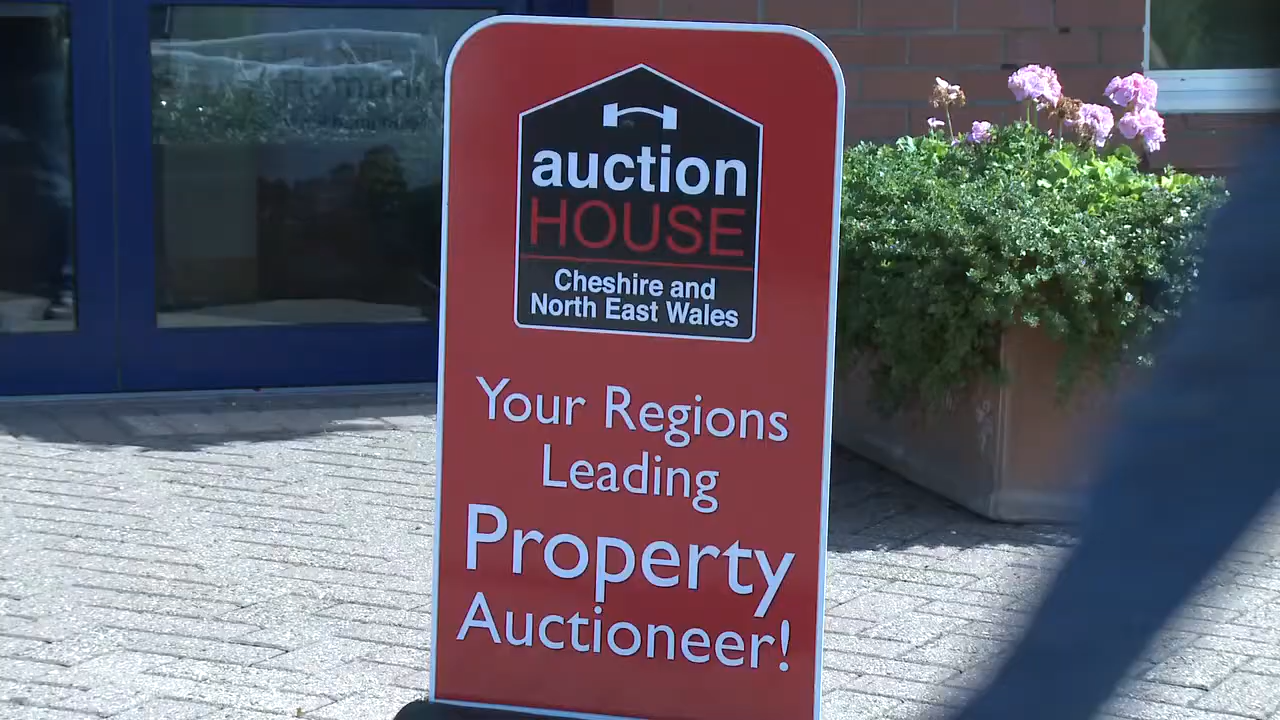 auction
HOUSE
Cheshire and
North East Wales
Your Regions
Leading
Property
Auctioneer!